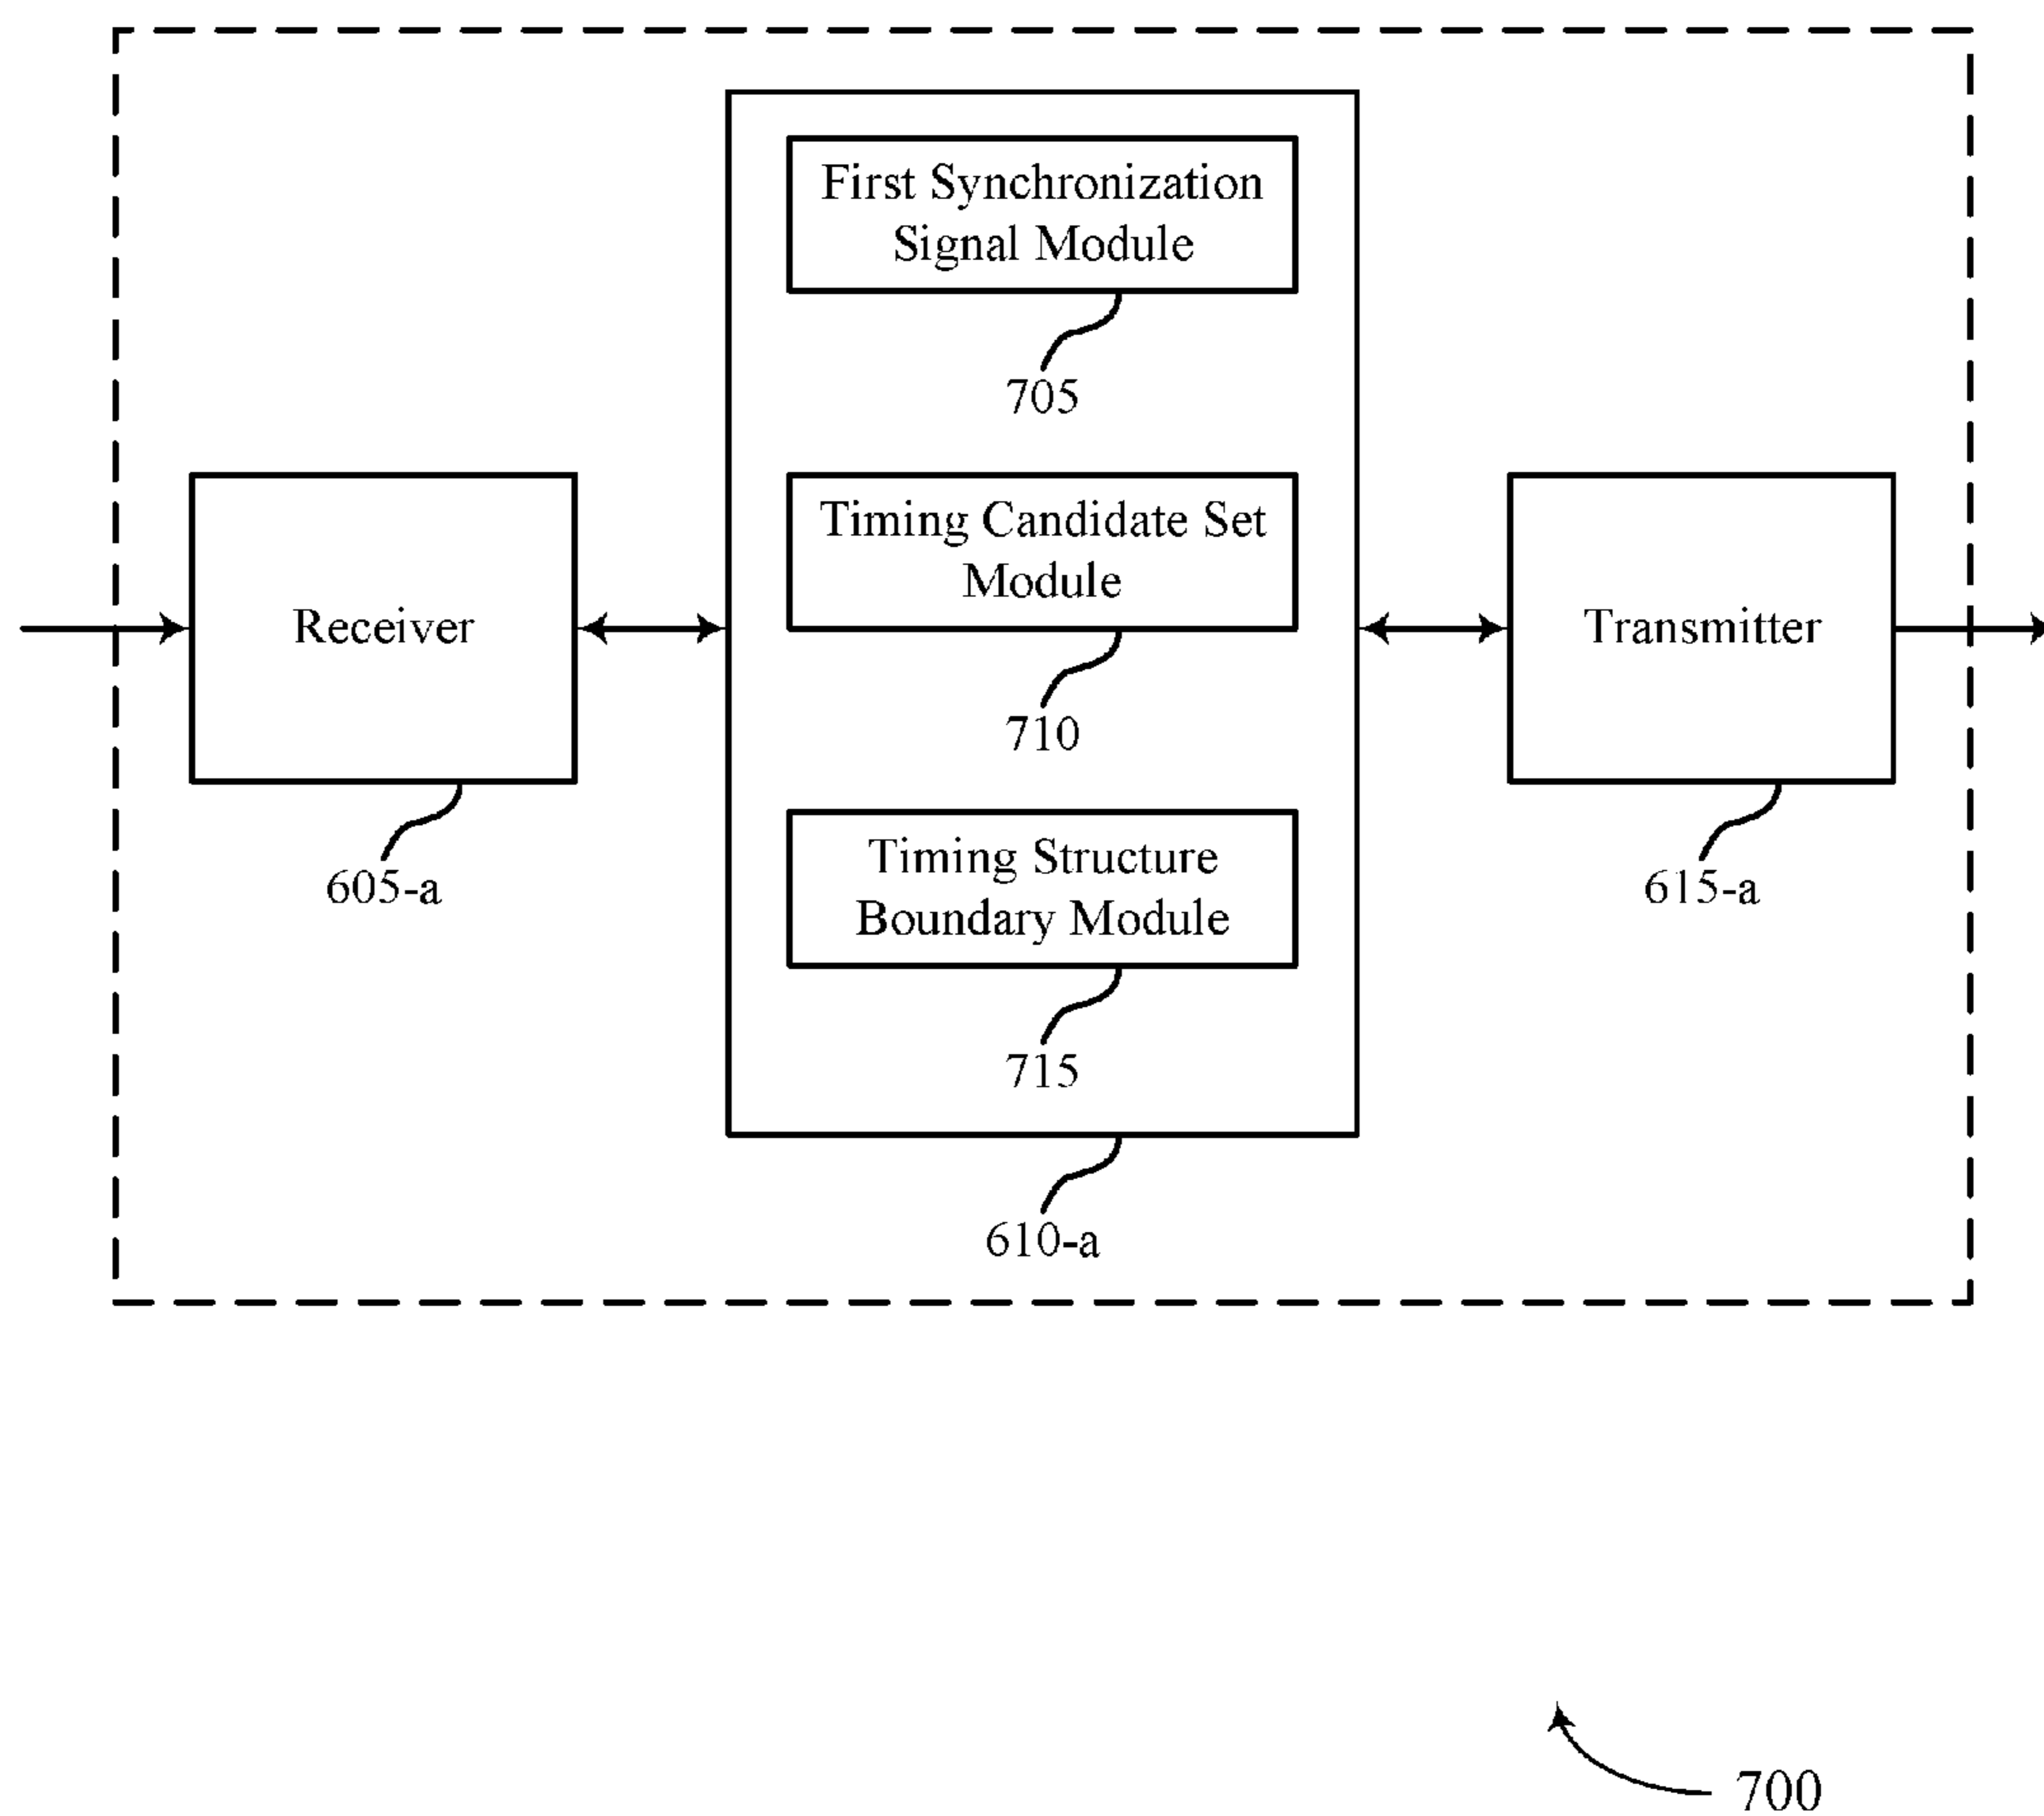 First Synchronization
Signal Module
705
Timing Candidate Set
Module
710
Receiver
605-a
Transmitter
615-a
Timing Structure
Boundary Module
715
610-a
700